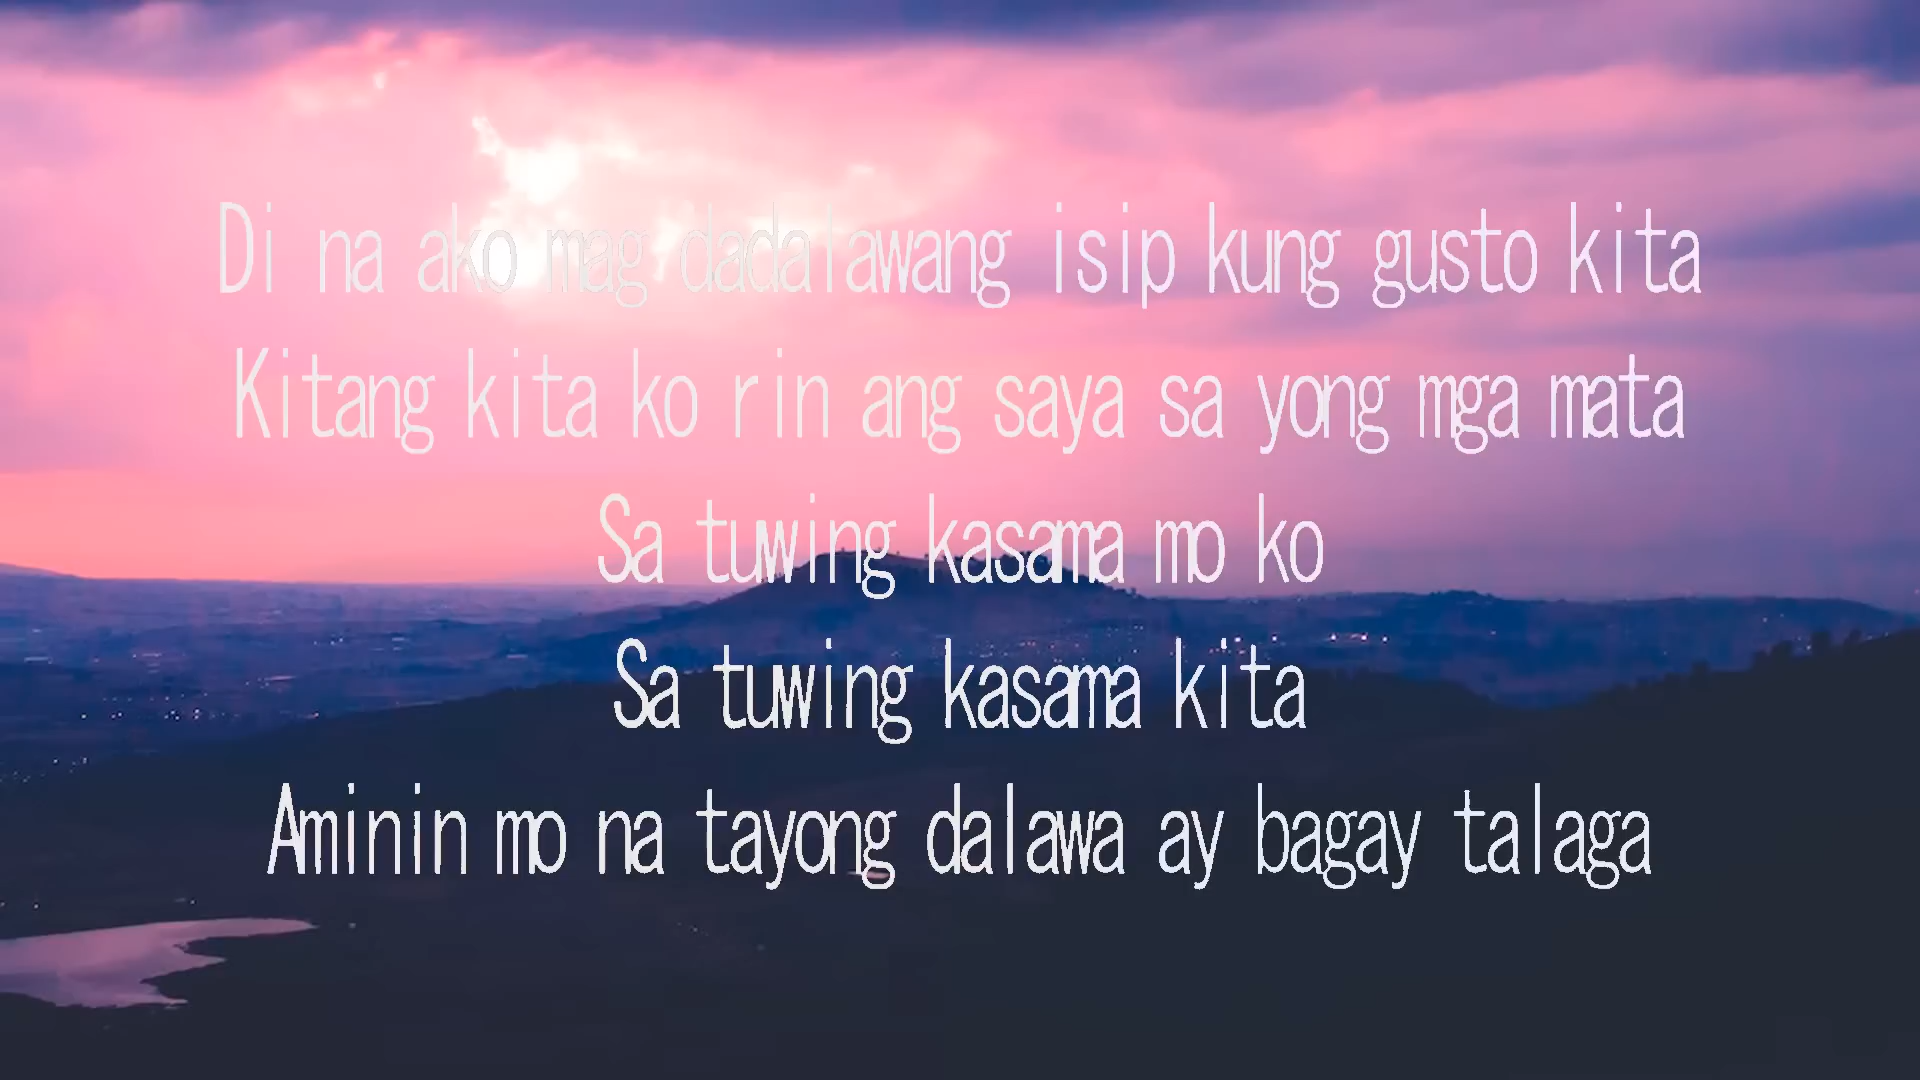 Di na ako mag dadalawang isip kung gusto kita
Kitang kita ko rin ang saya sa yong mga mata
Sa tuwing kasama mo ko
Sa tuwing kasama kita
Aminin mo na tayong dalawa ay bagay talaga